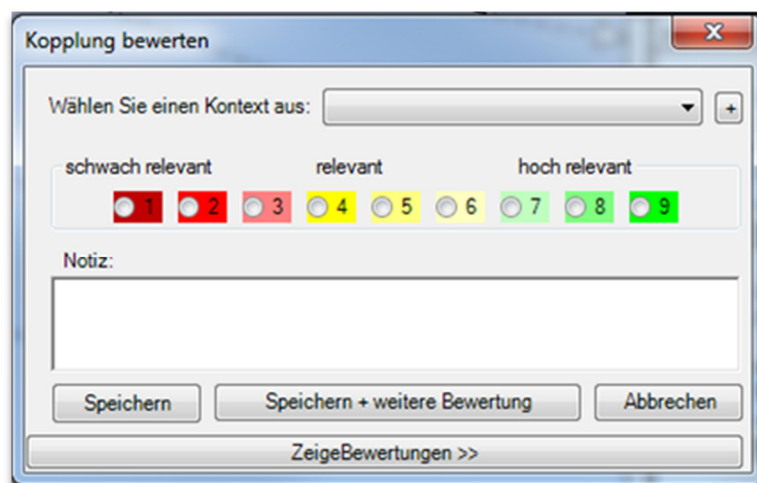 Kopplung bewerten
Wählen Sie einen Kontext aus:
+
schwach relevant relevant hoch relevant
1 2 3 4 5 6 7 8 9
Notiz:
Speichern Speichern + weitere Bewertung Abbrechen
ZeigeBewertungen >>